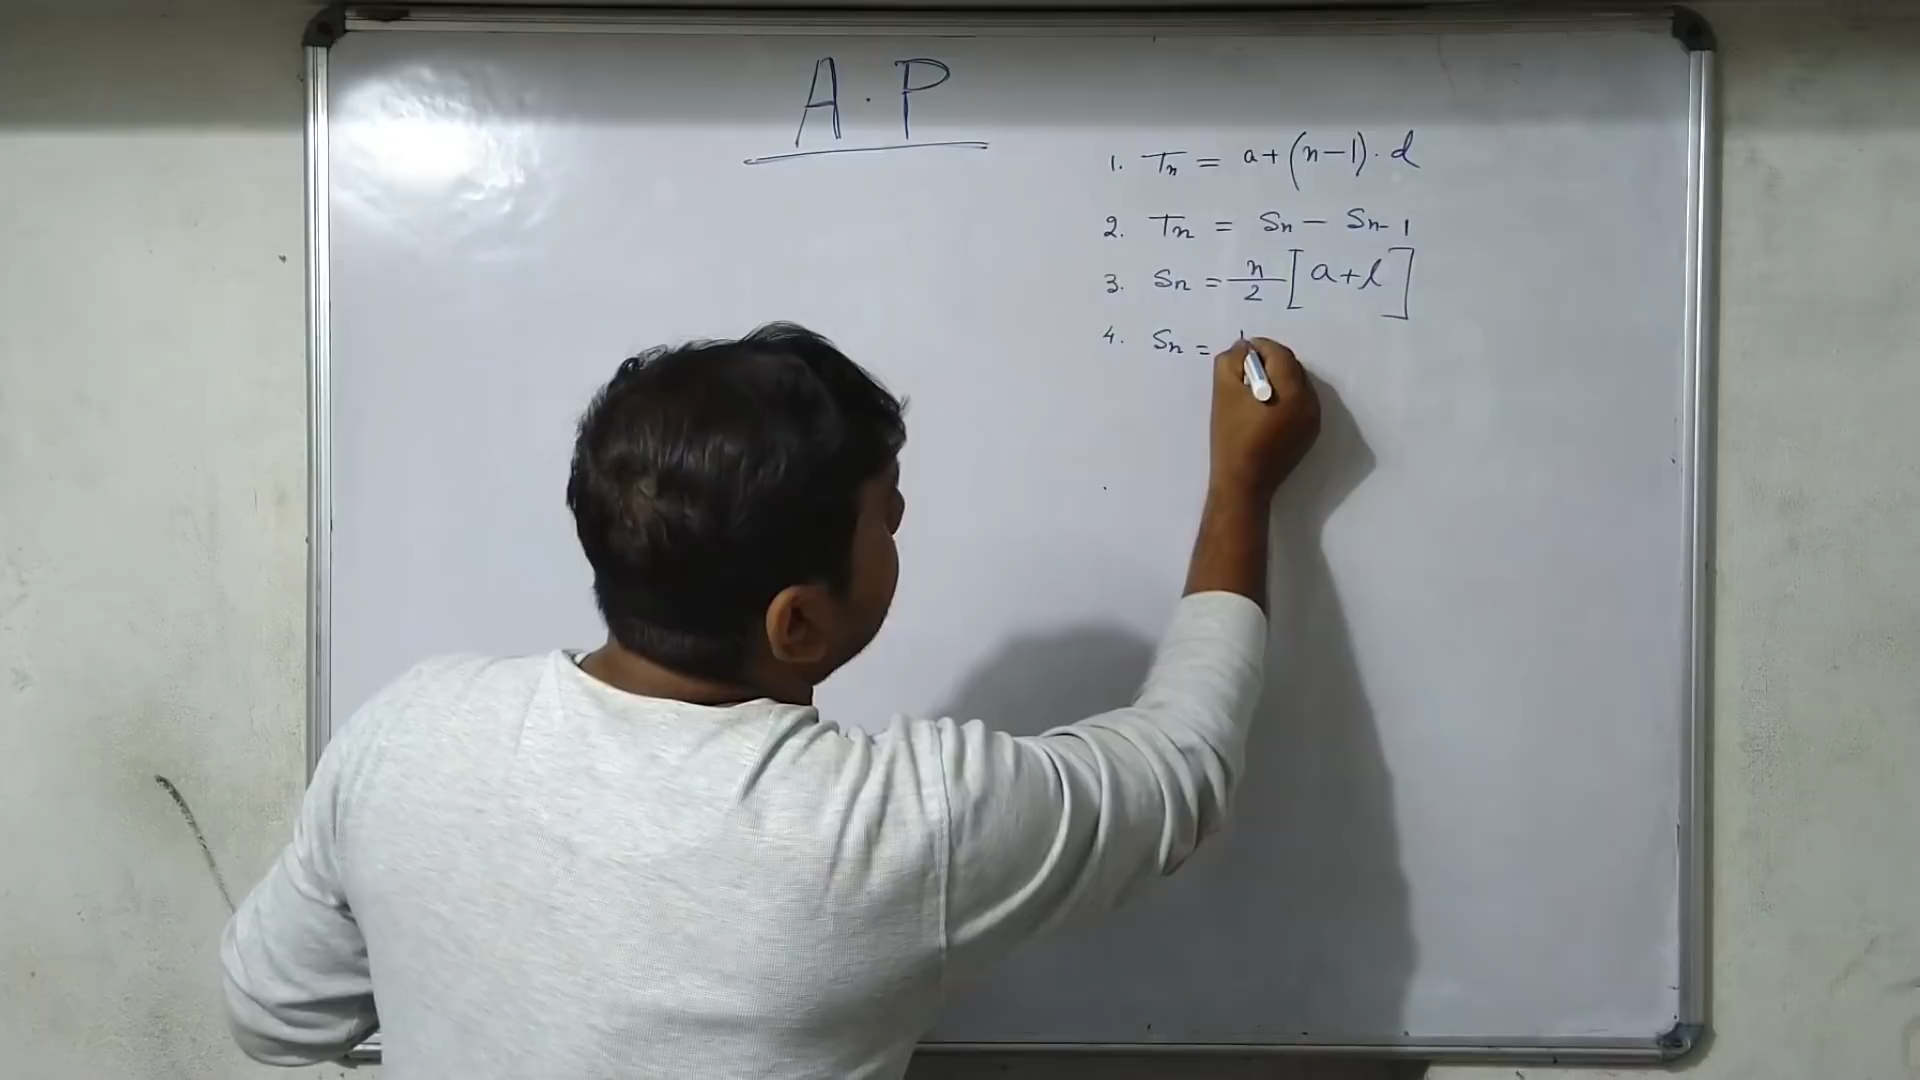 A.P
1. Tn = a+(n-1).d
2. Tn = Sn - Sn-1
3. Sn = n/2 [a+l]
4. Sn =